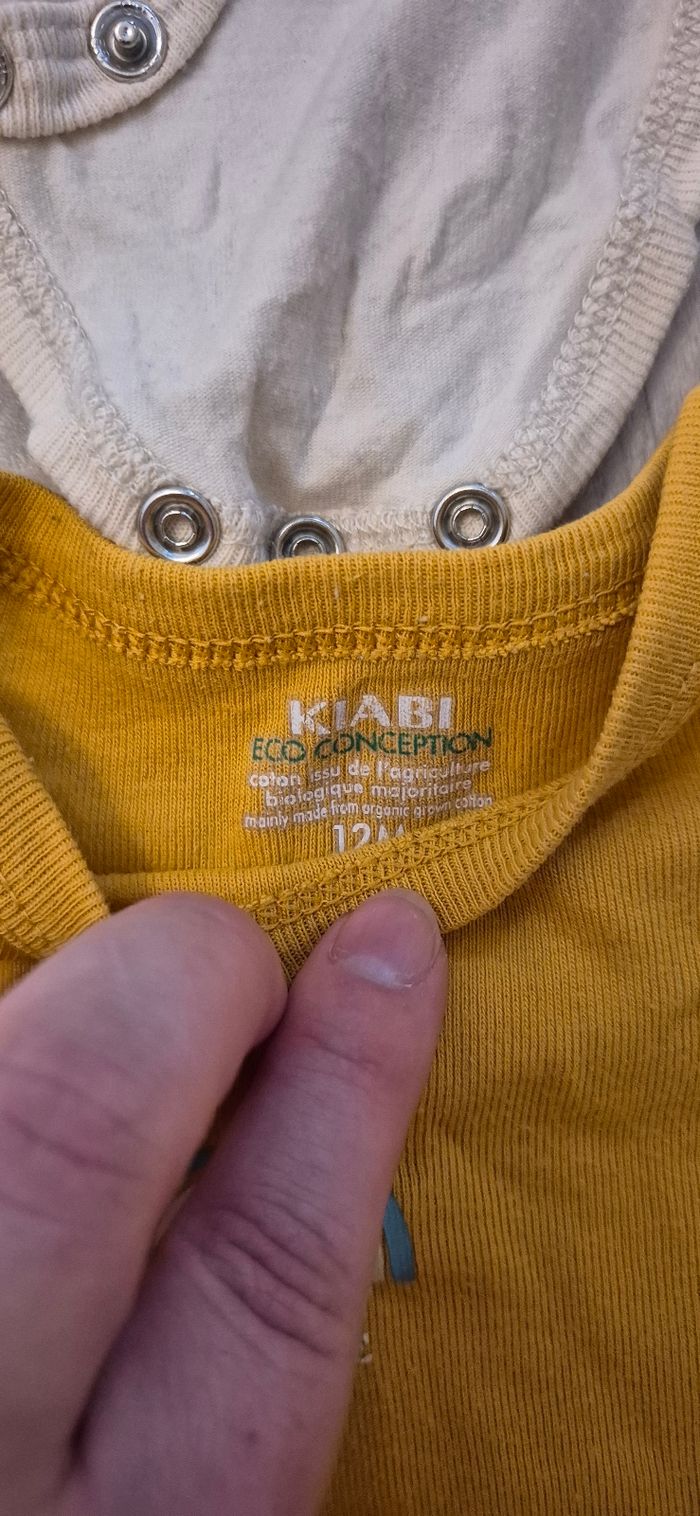 KIABI
ECO CONCEPTION
coton issu de l'agriculture
biologique majoritaire
mainly made from organic grown cotton
12M